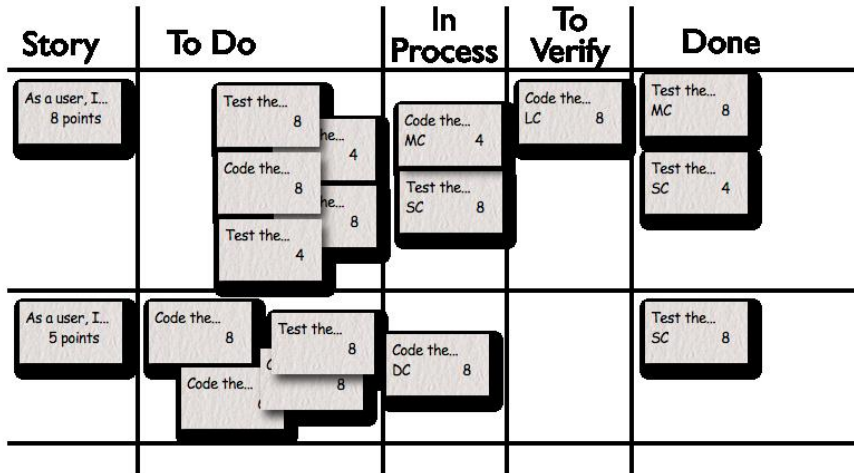 Story
To Do
In
Process
To
Verify
Done
As a user, I...
8 points
Test the...
8
he...
4
Code the...
8
he...
8
Test the...
4
Code the...
MC 4
Test the...
SC 8
Code the...
LC 8
Test the...
MC 8
Test the...
SC 4
As a user, I...
5 points
Code the...
8
Test the...
8
Code the...
8
Code the...
DC 8
Test the...
SC 8